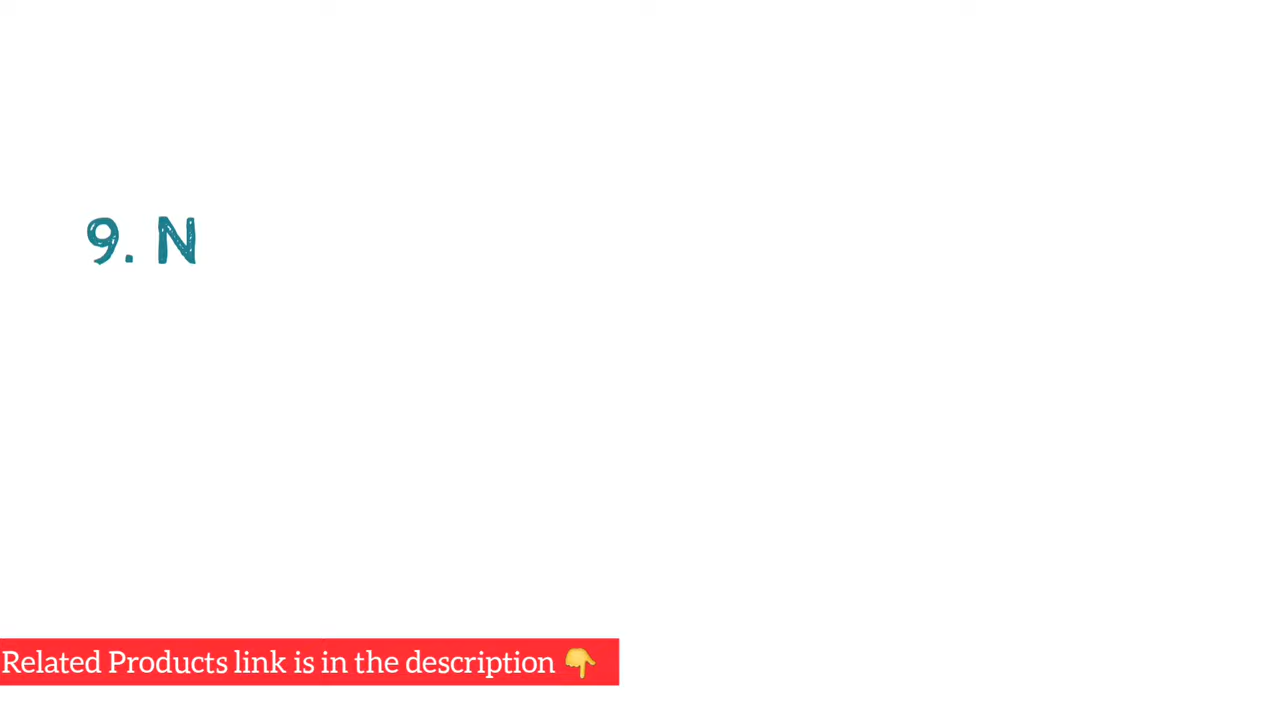 9. N
Related Products link is in the description 👇